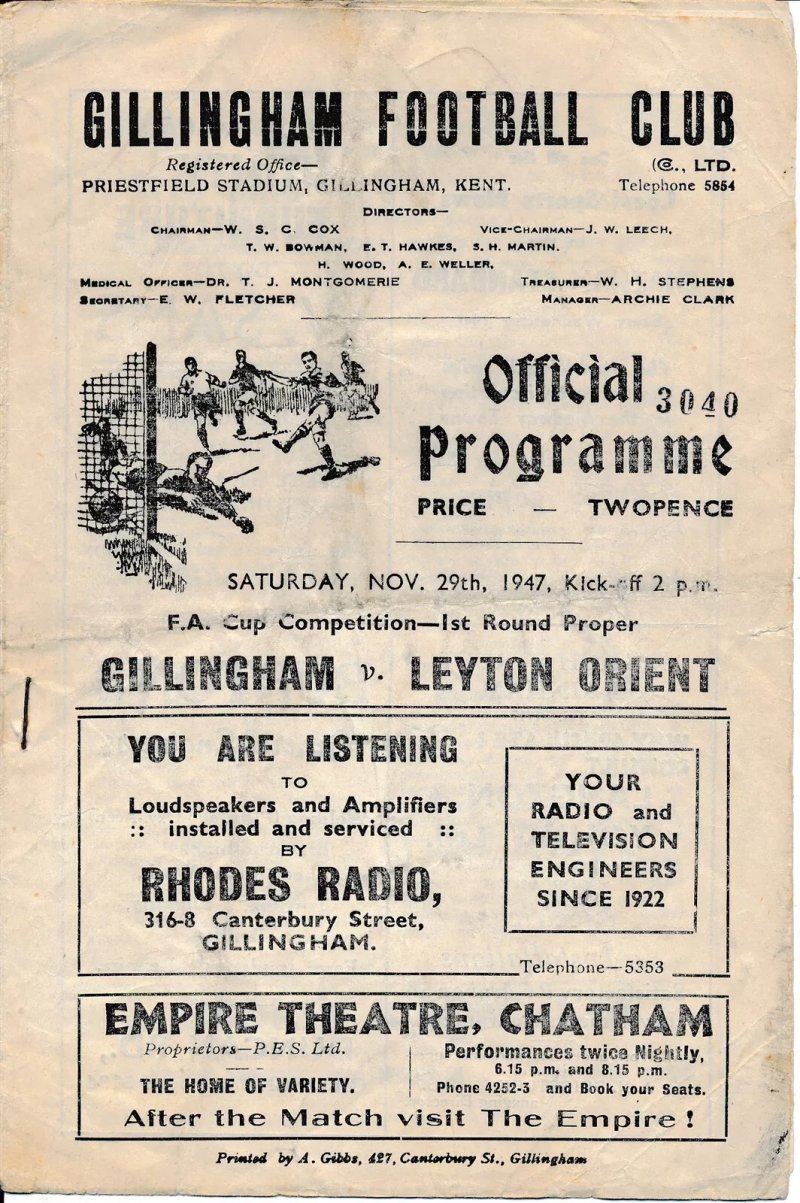 GILLINGHAM FOOTBALL CLUB
Registered Office— (Co., LTD.
PRIESTFIELD STADIUM, GILLINGHAM, KENT. Telephone 5854
DIRECTORS—
CHAIRMAN—W. S. C. COX VICE-CHAIRMAN—J. W. LEECH,
T. W. BOWMAN, E. T. HAWKES, S. H. MARTIN.
H. WOOD, A. E. WELLER,
MEDICAL OFFICER—DR. T. J. MONTGOMERIE TREASURER—W. H. STEPHENS
SECRETARY—E. W. FLETCHER MANAGER—ARCHIE CLARK
Official 3040
Programme
PRICE — TWOPENCE
SATURDAY, NOV. 29th, 1947, Kick-off 2 p.m.
F.A. Cup Competition—1st Round Proper
GILLINGHAM v. LEYTON ORIENT
YOU ARE LISTENING
TO
Loudspeakers and Amplifiers
:: installed and serviced ::
BY
RHODES RADIO,
316-8 Canterbury Street,
GILLINGHAM.
YOUR
RADIO and
TELEVISION
ENGINEERS
SINCE 1922
Telephone—5353
EMPIRE THEATRE, CHATHAM
Proprietors—P.E.S. Ltd.
THE HOME OF VARIETY.
Performances twice Nightly,
6.15 p.m. and 8.15 p.m.
Phone 4252-3 and Book your Seats.
After the Match visit The Empire !
Printed by A. Gibbs, 427, Canterbury St., Gillingham